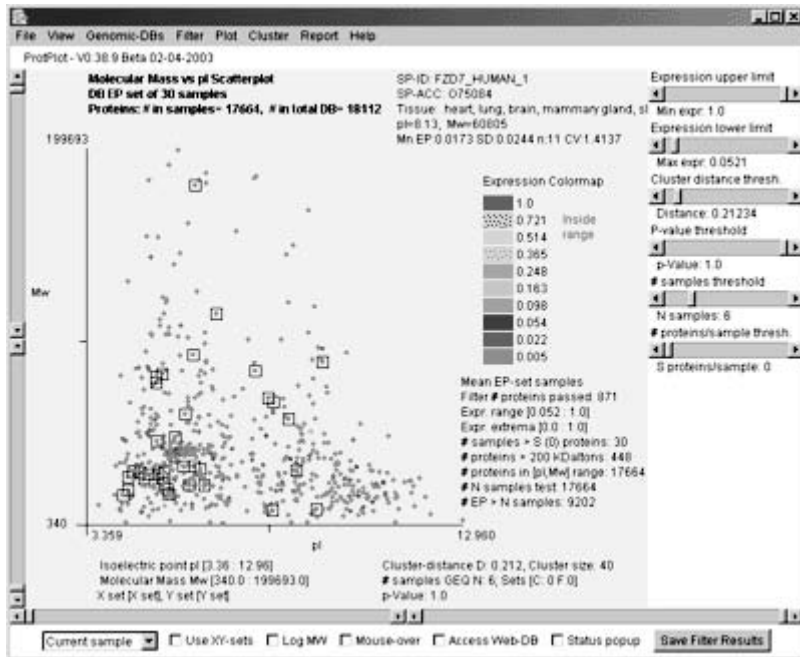 File View Genomic-DBs Filter Plot Cluster Report Help
ProtPlot - V0.38.9 Beta 02-04-2003
Molecular Mass vs pI Scatterplot
DB EP set of 30 samples
Proteins: # in samples= 17664, # in total DB= 18112
SP-ID: FZD7_HUMAN_1
SP-ACC: O75084
Tissue: heart, lung, brain, mammary gland, sl
pI=8.13, Mw=60805
Mn EP:0.0173 SD:0.0244 n:11 CV:1.4137
Expression upper limit
Min expr: 1.0
Expression lower limit
Max expr: 0.0521
Cluster distance thresh.
Distance: 0.21234
P-value threshold
p-Value: 1.0
# samples threshold
N samples: 6
# proteins/sample thresh.
S proteins/sample: 0
199693
Mw
340
3.359
12.960
pI
Expression Colormap
1.0
0.721
0.514
0.365
0.248
0.163
0.098
0.054
0.022
0.005
Inside
range
Mean EP-set samples
Filter # proteins passed: 871
Expr. range [0.052 : 1.0]
Expr. extrema [0.0 : 1.0]
# samples > S (0) proteins: 30
# proteins > 200 KDaltons: 448
# proteins in [pI,Mw] range: 17664
# N samples test: 17664
# EP > N samples: 9202
Isoelectric point pI [3.36 : 12.96]
Molecular Mass Mw [340.0 : 199693.0]
X set [X set], Y set [Y set]
Cluster-distance D: 0.212, Cluster size: 40
# samples GEQ N: 6, Sets [C: 0 F:0]
p-Value: 1.0
Current sample
Use XY-sets
Log MW
Mouse-over
Access Web-DB
Status popup
Save Filter Results